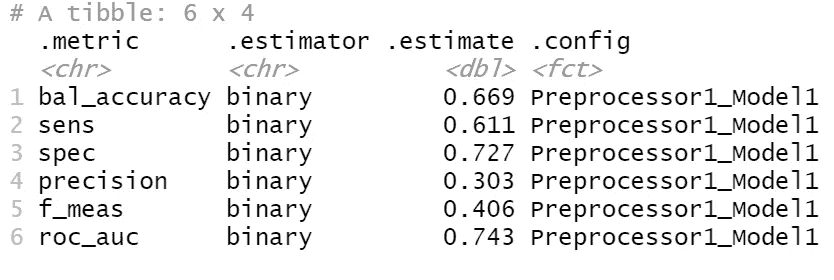 # A tibble: 6 x 4
.metric .estimator .estimate .config
<chr> <chr> <dbl> <fct>
1 bal_accuracy binary 0.669 Preprocessor1_Model1
2 sens binary 0.611 Preprocessor1_Model1
3 spec binary 0.727 Preprocessor1_Model1
4 precision binary 0.303 Preprocessor1_Model1
5 f_meas binary 0.406 Preprocessor1_Model1
6 roc_auc binary 0.743 Preprocessor1_Model1